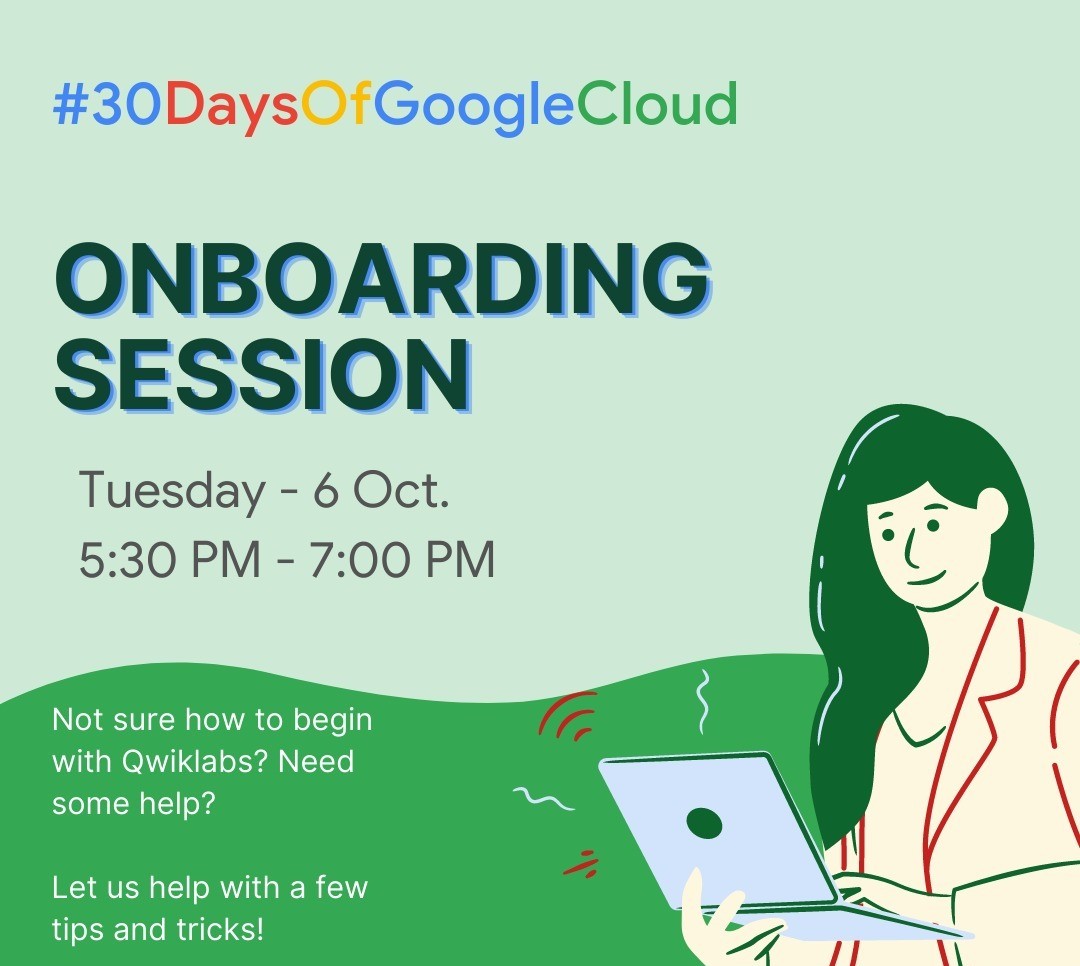 #30DaysOfGoogleCloud
ONBOARDING
SESSION
Tuesday - 6 Oct.
5:30 PM - 7:00 PM
Not sure how to begin
with Qwiklabs? Need
some help?
Let us help with a few
tips and tricks!